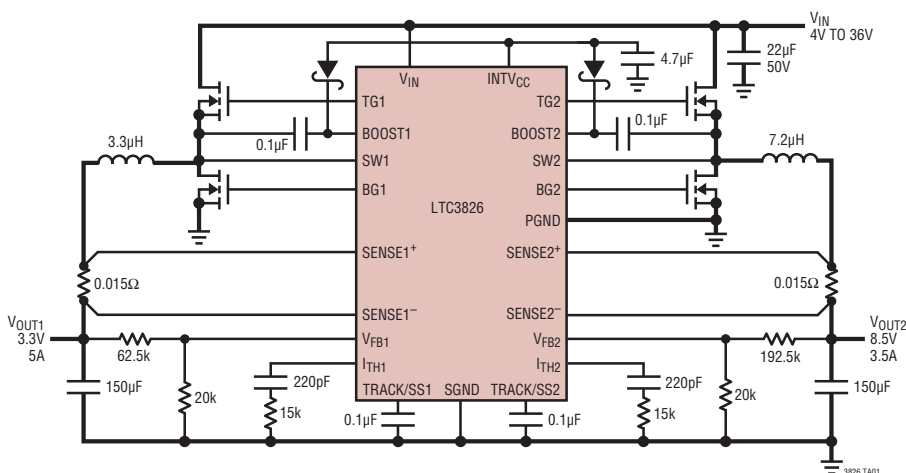 VIN
4V TO 36V
4.7µF
22µF
50V
VIN
INTVCC
TG1
TG2
0.1µF
BOOST1
BOOST2
0.1µF
3.3µH
7.2µH
SW1
SW2
BG1
BG2
LTC3826
PGND
SENSE1+
SENSE2+
0.015Ω
0.015Ω
SENSE1–
SENSE2–
VOUT1
3.3V
5A
62.5k
VFB1
VFB2
192.5k
VOUT2
8.5V
3.5A
ITH1
ITH2
150µF
20k
220pF
15k
TRACK/SS1
SGND
TRACK/SS2
0.1µF
0.1µF
220pF
15k
20k
150µF
3826 TA01